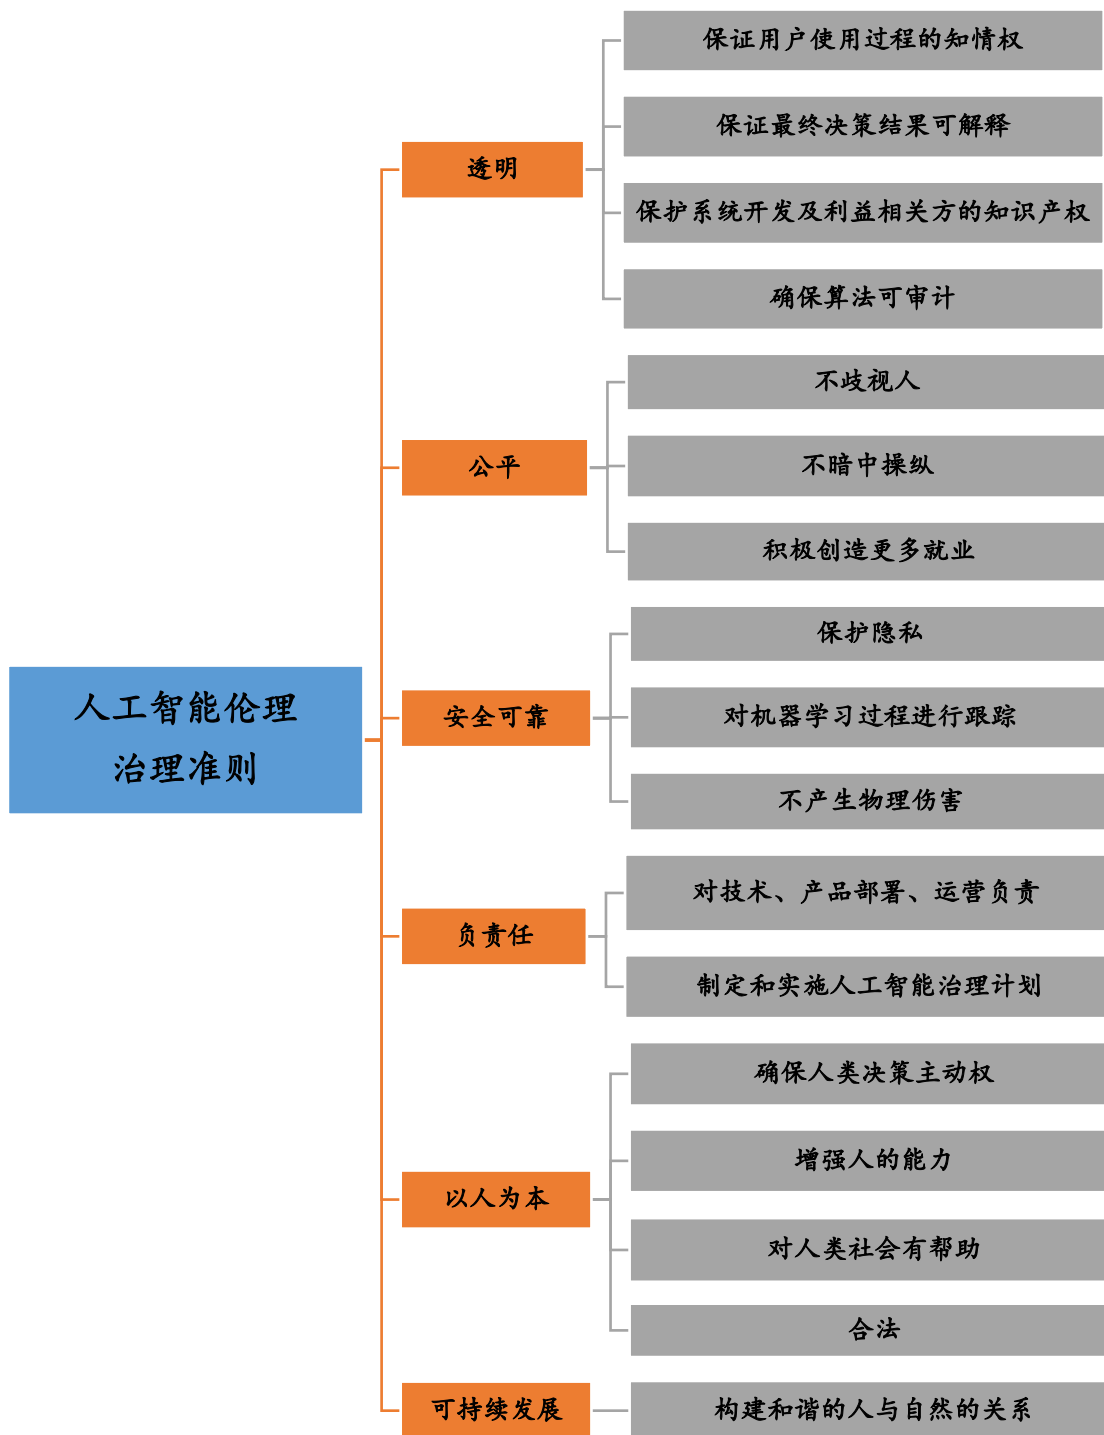 人工智能伦理
治理准则
透明
保证用户使用过程的知情权
保证最终决策结果可解释
保护系统开发及利益相关方的知识产权
确保算法可审计
公平
不歧视人
不暗中操纵
积极创造更多就业
安全可靠
保护隐私
对机器学习过程进行跟踪
不产生物理伤害
负责任
对技术、产品部署、运营负责
制定和实施人工智能治理计划
以人为本
确保人类决策主动权
增强人的能力
对人类社会有帮助
合法
可持续发展
构建和谐的人与自然的关系